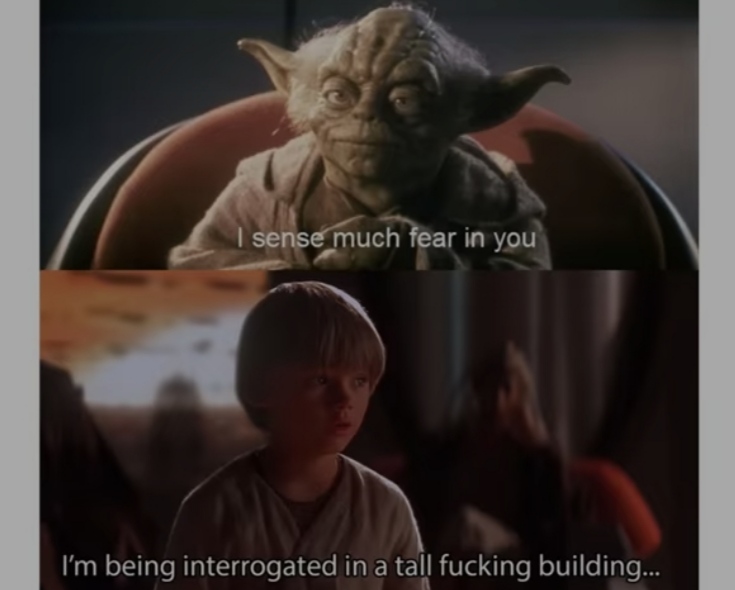 I sense much fear in you
I'm being interrogated in a tall fucking building...